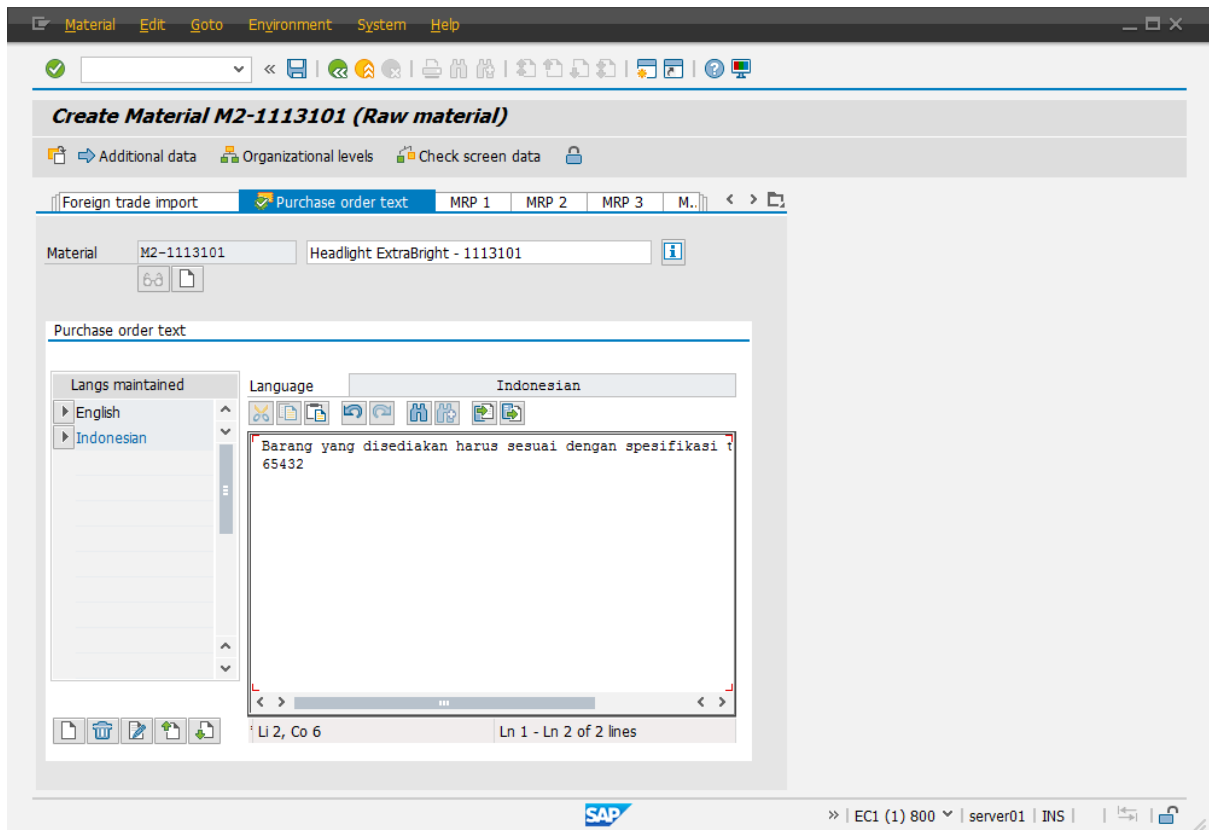 Material Edit Goto Environment System Help
Create Material M2-1113101 (Raw material)
Additional data Organizational levels Check screen data
Foreign trade import Purchase order text MRP 1 MRP 2 MRP 3 M..
Material M2-1113101 Headlight ExtraBright - 1113101
Purchase order text
Langs maintained
English
Indonesian
Language Indonesian
Barang yang disediakan harus sesuai dengan spesifikasi
65432
* Li 2, Co 6 Ln 1 - Ln 2 of 2 lines
SAP
EC1 (1) 800 server01 INS